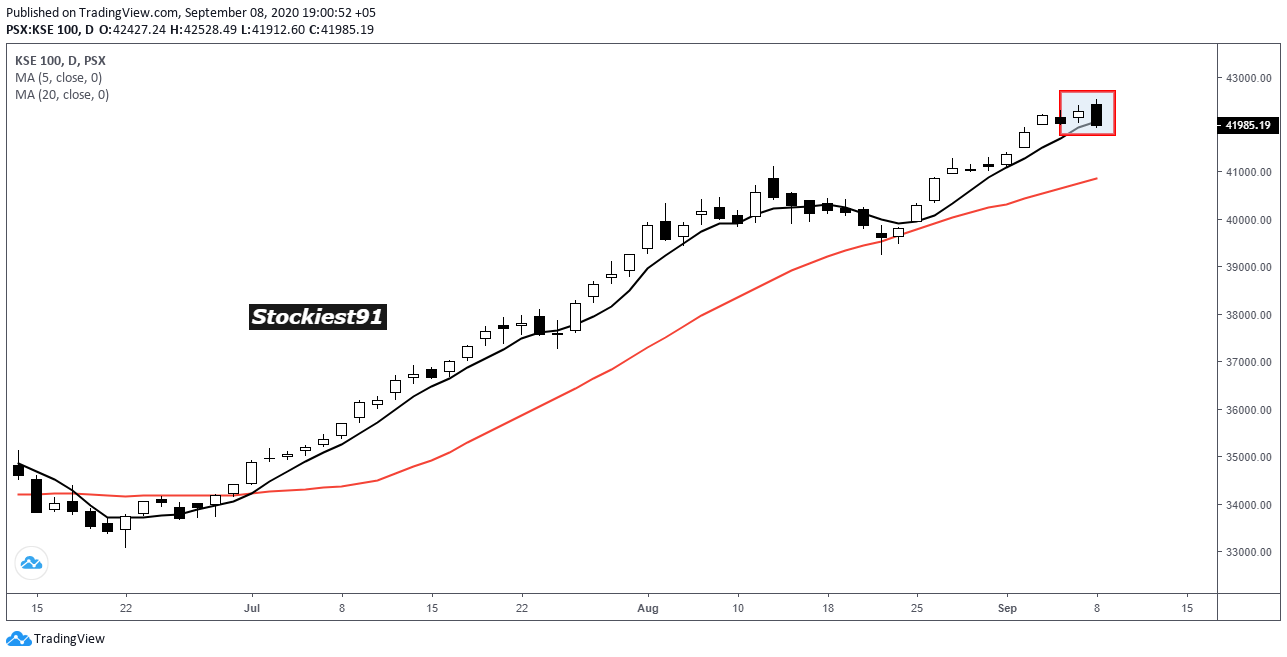 Published on TradingView.com, September 08, 2020 19:00:52 +05
PSX:KSE 100, D O:42427.24 H:42528.49 L:41912.60 C:41985.19
KSE 100, D, PSX
MA (5, close, 0)
MA (20, close, 0)
43000.00
41985.19
41000.00
40000.00
39000.00
Stockiest91
38000.00
37000.00
36000.00
35000.00
34000.00
33000.00
15 22 Jul 8 15 22 Aug 10 18 25 Sep 8 15
TradingView